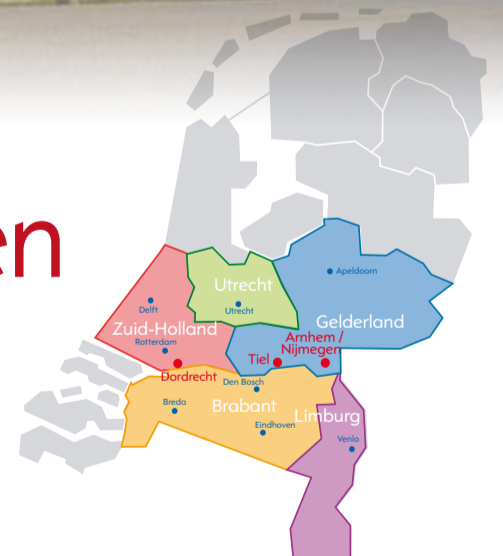 en
Apeldoorn
Utrecht
Delft
Utrecht
Gelderland
Zuid-Holland
Rotterdam
Arnhem /
Nijmegen
Tiel
Dordrecht
Den Bosch
Breda
Brabant
Limburg
Eindhoven
Venlo